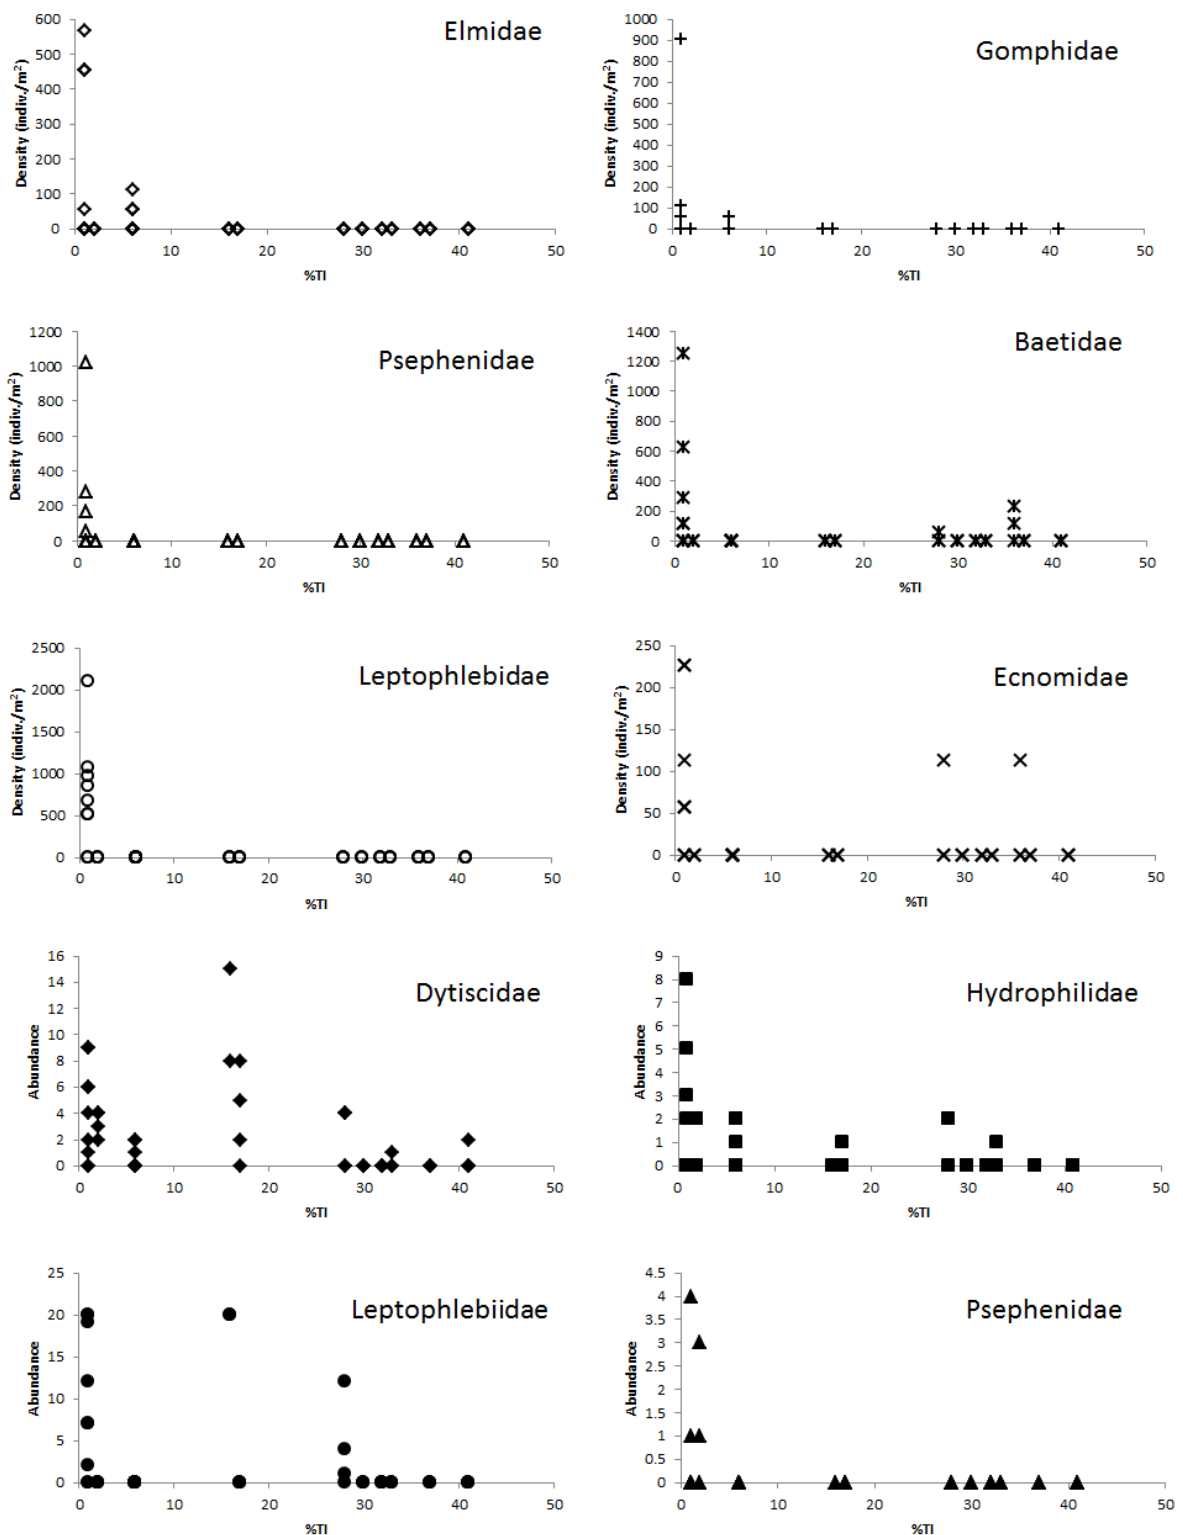 Elmidae
Density (indiv./m²)
600
500
400
300
200
100
0
0 10 20 30 40 50
%TI
Gomphidae
Density (indiv./m²)
1000
900
800
700
600
500
400
300
200
100
0
0 10 20 30 40 50
%TI
Psephenidae
Density (indiv./m²)
1200
1000
800
600
400
200
0
0 10 20 30 40 50
%TI
Baetidae
Density (indiv./m²)
1400
1200
1000
800
600
400
200
0
0 10 20 30 40 50
%TI
Leptophlebidae
Density (indiv./m²)
2500
2000
1500
1000
500
0
0 10 20 30 40 50
%TI
Ecnomidae
Density (indiv./m²)
250
200
150
100
50
0
0 10 20 30 40 50
%TI
Dytiscidae
Abundance
16
14
12
10
8
6
4
2
0
0 10 20 30 40 50
%TI
Hydrophilidae
Abundance
9
8
7
6
5
4
3
2
1
0
0 10 20 30 40 50
%TI
Leptophlebiidae
Abundance
25
20
15
10
5
0
0 10 20 30 40 50
%TI
Psephenidae
Abundance
4.5
4
3.5
3
2.5
2
1.5
1
0.5
0
0 10 20 30 40 50
%TI